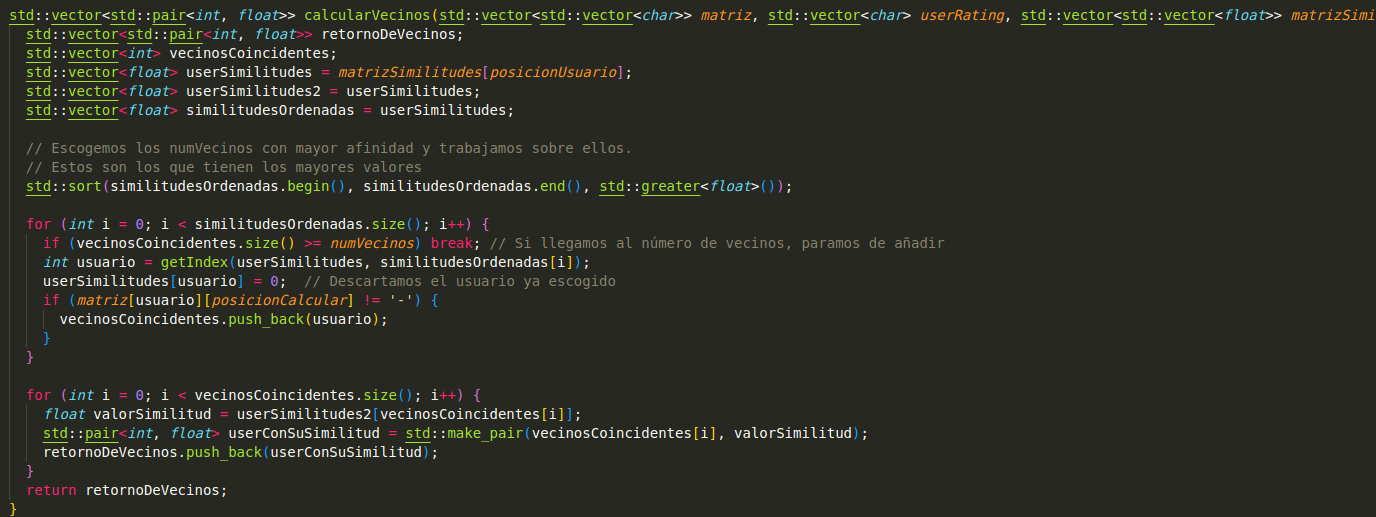 std::vector<std::pair<int, float>> calcularVecinos(std::vector<std::vector<char>> matriz, std::vector<char> userRating, std::vector<std::vector<float>> matrizSimi
  std::vector<std::pair<int, float>> retornoDeVecinos;
  std::vector<int> vecinosCoincidentes;
  std::vector<float> userSimilitudes = matrizSimilitudes[posicionUsuario];
  std::vector<float> userSimilitudes2 = userSimilitudes;
  std::vector<float> similitudesOrdenadas = userSimilitudes;

  // Escogemos los numVecinos con mayor afinidad y trabajamos sobre ellos.
  // Estos son los que tienen los mayores valores
  std::sort(similitudesOrdenadas.begin(), similitudesOrdenadas.end(), std::greater<float>());

  for (int i = 0; i < similitudesOrdenadas.size(); i++) {
    if (vecinosCoincidentes.size() >= numVecinos) break; // Si llegamos al número de vecinos, paramos de añadir
    int usuario = getIndex(userSimilitudes, similitudesOrdenadas[i]);
    userSimilitudes[usuario] = 0;  // Descartamos el usuario ya escogido
    if (matriz[usuario][posicionCalcular] != '-') {
      vecinosCoincidentes.push_back(usuario);
    }
  }

  for (int i = 0; i < vecinosCoincidentes.size(); i++) {
    float valorSimilitud = userSimilitudes2[vecinosCoincidentes[i]];
    std::pair<int, float> userConSuSimilitud = std::make_pair(vecinosCoincidentes[i], valorSimilitud);
    retornoDeVecinos.push_back(userConSuSimilitud);
  }
  return retornoDeVecinos;
}